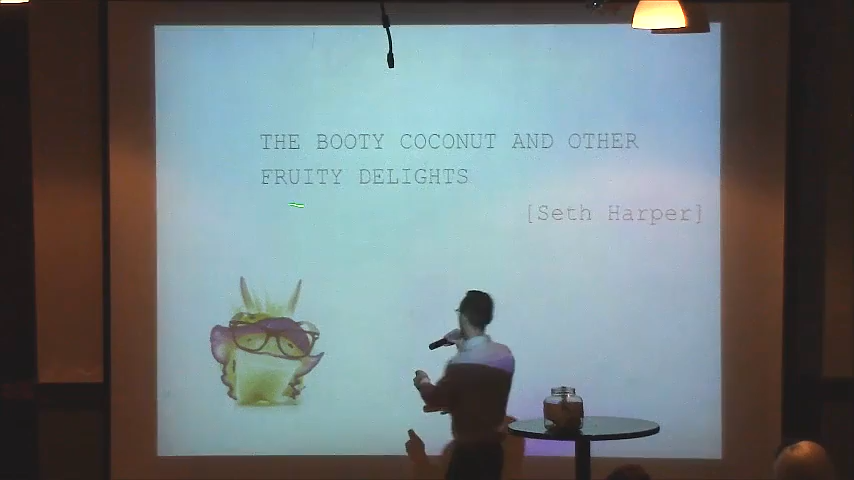 THE BOOTY COCONUT AND OTHER
FRUITY DELIGHTS
[Seth Harper]